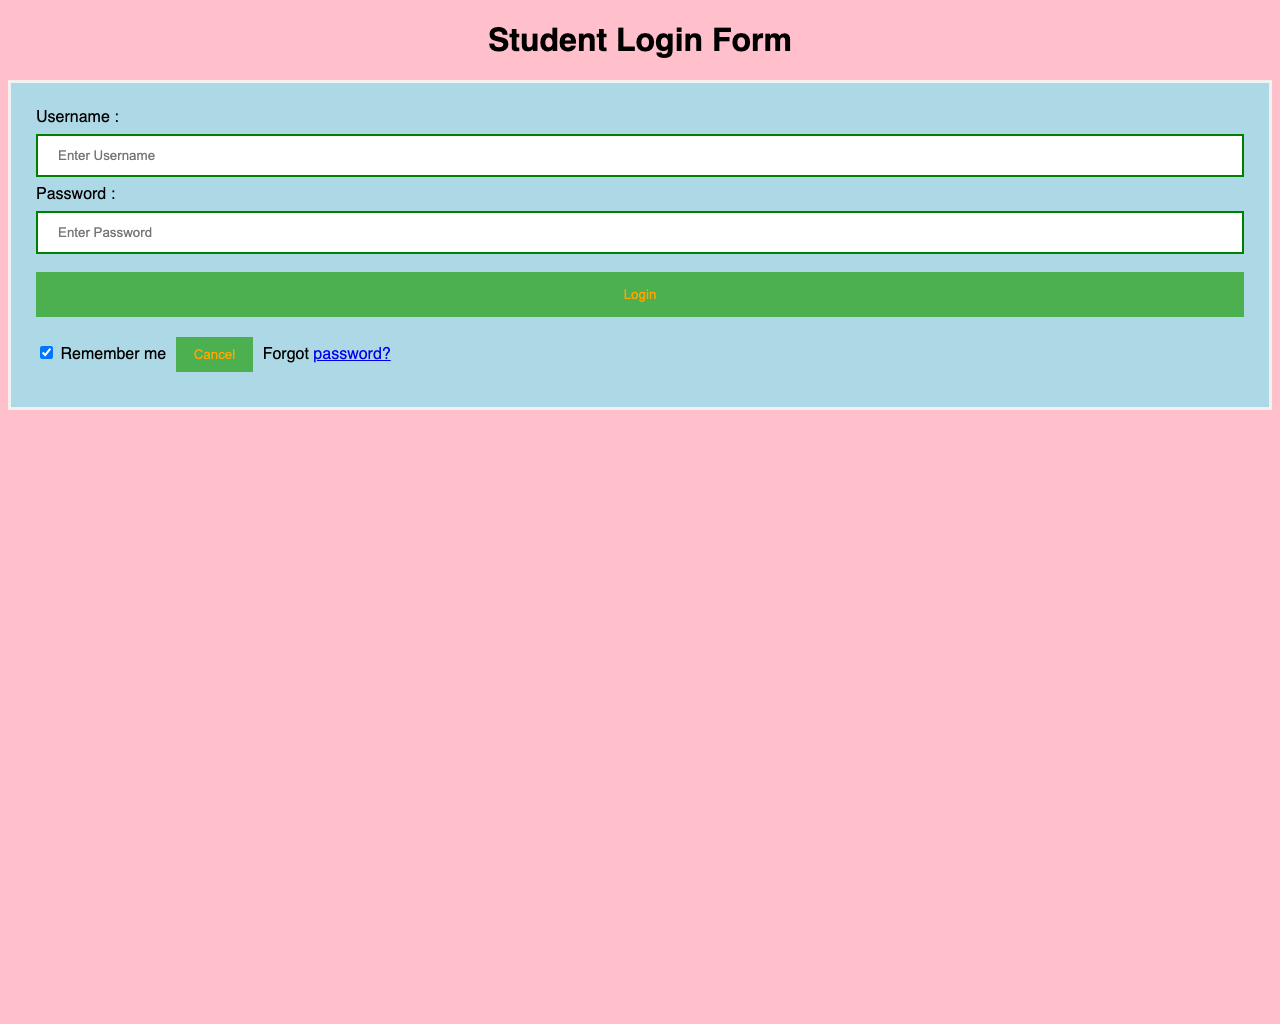 Student Login Form
Username :
Enter Username
Password :
Enter Password
Login
Remember me Cancel Forgot password?